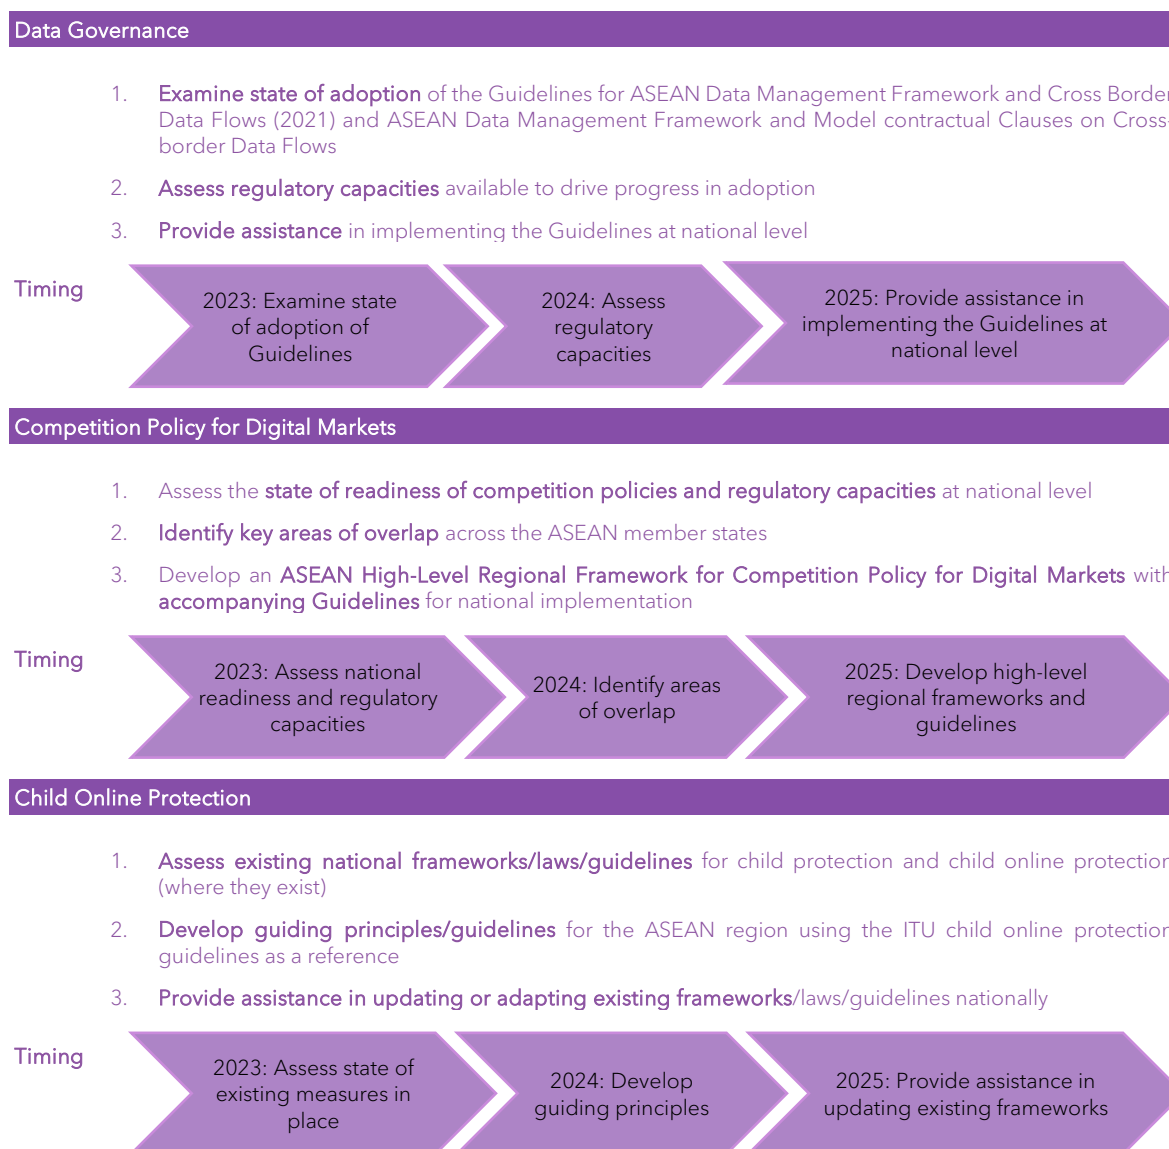 Data Governance
1. Examine state of adoption of the Guidelines for ASEAN Data Management Framework and Cross Border
Data Flows (2021) and ASEAN Data Management Framework and Model contractual Clauses on Cross-
border Data Flows
2. Assess regulatory capacities available to drive progress in adoption
3. Provide assistance in implementing the Guidelines at national level
Timing
2023: Examine state
of adoption of
Guidelines
2024: Assess
regulatory
capacities
2025: Provide assistance in
implementing the Guidelines at
national level
Competition Policy for Digital Markets
1. Assess the state of readiness of competition policies and regulatory capacities at national level
2. Identify key areas of overlap across the ASEAN member states
3. Develop an ASEAN High-Level Regional Framework for Competition Policy for Digital Markets with
accompanying Guidelines for national implementation
Timing
2023: Assess national
readiness and regulatory
capacities
2024: Identify areas
of overlap
2025: Develop high-level
regional frameworks and
guidelines
Child Online Protection
1. Assess existing national frameworks/laws/guidelines for child protection and child online protection
(where they exist)
2. Develop guiding principles/guidelines for the ASEAN region using the ITU child online protection
guidelines as a reference
3. Provide assistance in updating or adapting existing frameworks/laws/guidelines nationally
Timing
2023: Assess state of
existing measures in
place
2024: Develop
guiding principles
2025: Provide assistance in
updating existing frameworks